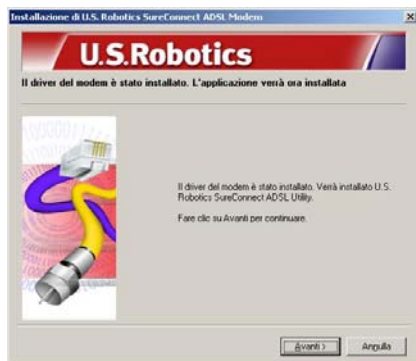 Installazione di U.S. Robotics SureConnect ADSL Modem
U.S.Robotics
Il driver del modem è stato installato. L'applicazione verrà ora installata
Il driver del modem è stato installato. Verrà installato U.S.
Robotics SureConnect ADSL Utility.
Fare clic su Avanti per continuare.
Avanti >
Annulla